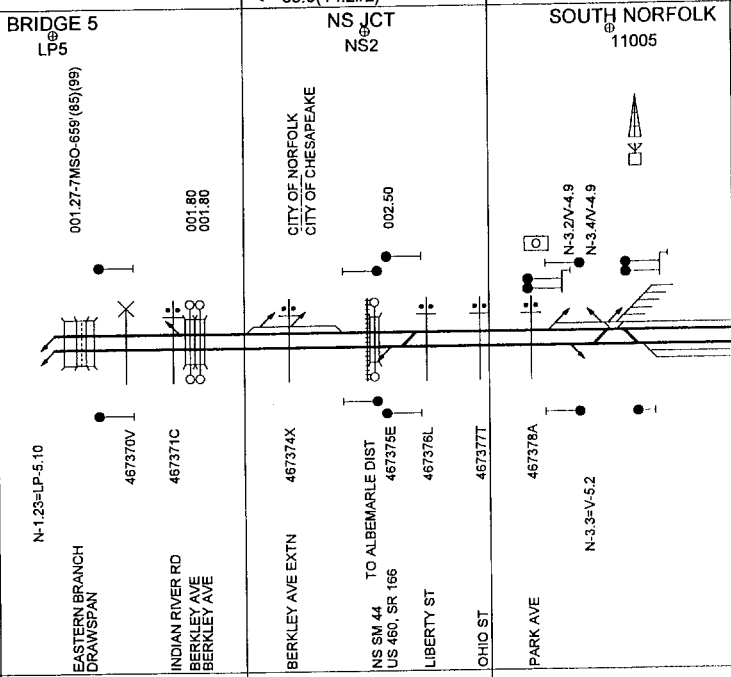 BRIDGE 5
LP5
NS JCT
NS2
SOUTH NORFOLK
11005
001.27-7MSO-659'(85)(99)
001.80
001.80
CITY OF NORFOLK
CITY OF CHESAPEAKE
002.50
N-3.2/V-4.9
N-3.4/V-4.9
N-1.23=LP-5.10
467370V
467371C
467374X
467375E
467376L
467377T
467378A
N-3.3=V-5.2
EASTERN BRANCH
DRAWSPAN
INDIAN RIVER RD
BERKLEY AVE
BERKLEY AVE
BERKLEY AVE EXTN
NS SM 44 TO ALBEMARLE DIST
US 460, SR 166
LIBERTY ST
OHIO ST
PARK AVE